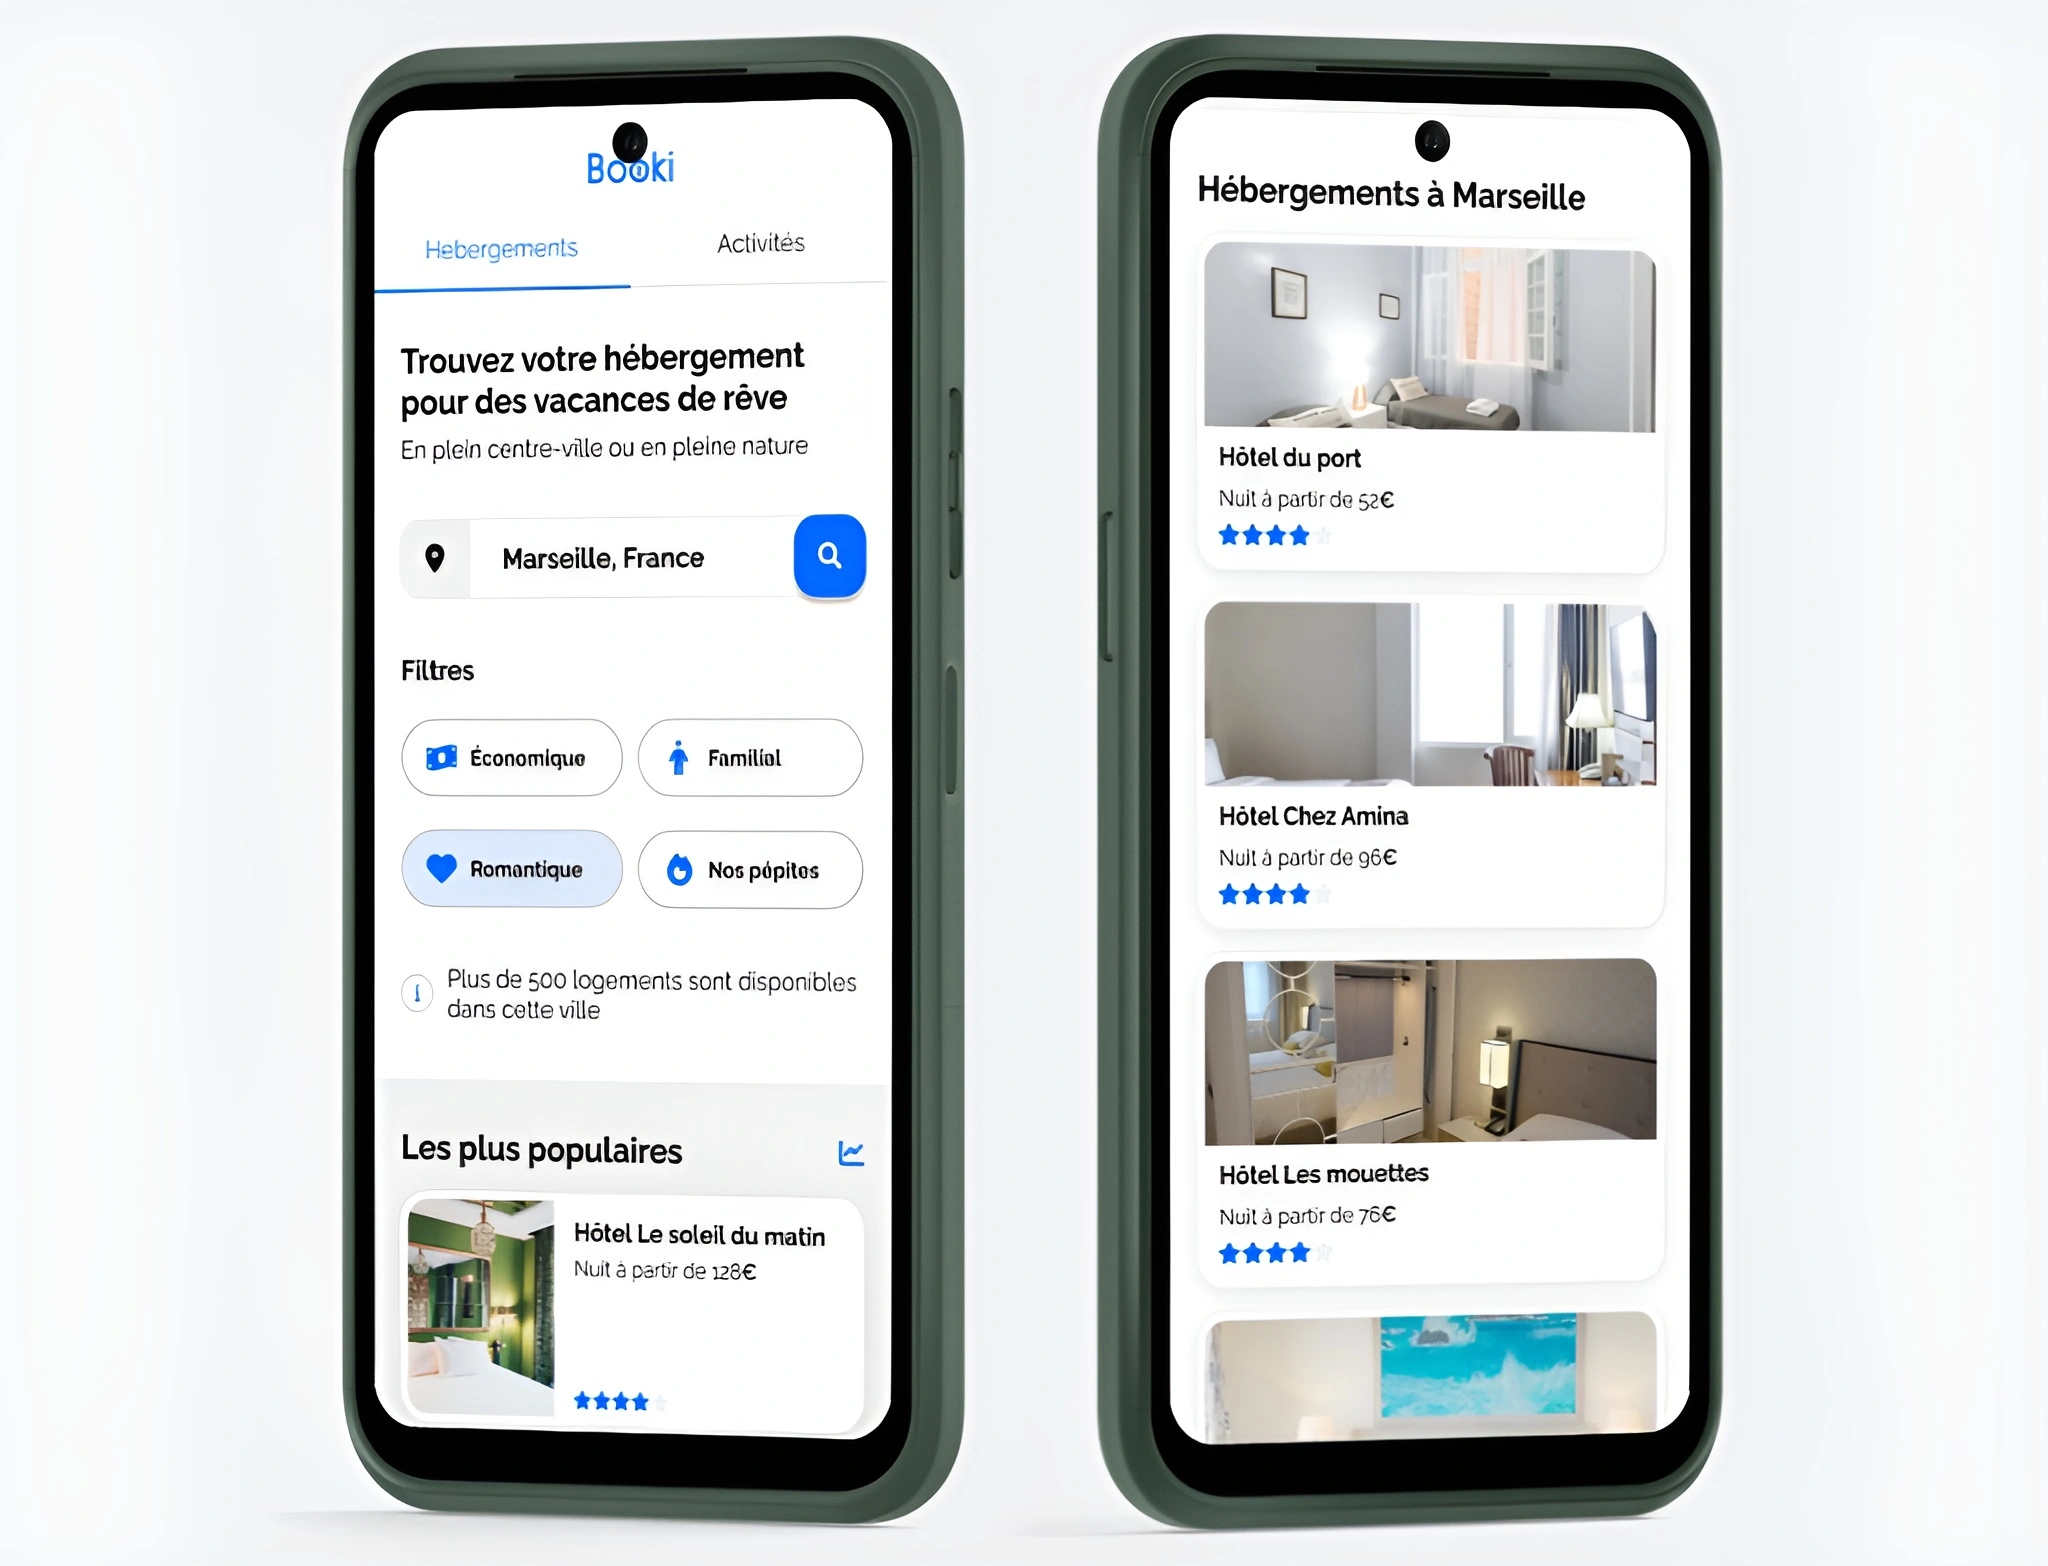 Booki
Hebergements
Activités
Trouvez votre hébergement
pour des vacances de rêve
En plein centre-ville ou en pleine nature
Marseille, France
Filtres
Économique
Familial
Romantique
Nos pépites
Plus de 500 logements sont disponibles
dans cette ville
Les plus populaires
Hôtel Le soleil du matin
Nuit à partir de 128€
Hébergements à Marseille
Hôtel du port
Nuit à partir de 52€
Hôtel Chez Amina
Nuit à partir de 96€
Hôtel Les mouettes
Nuit à partir de 76€